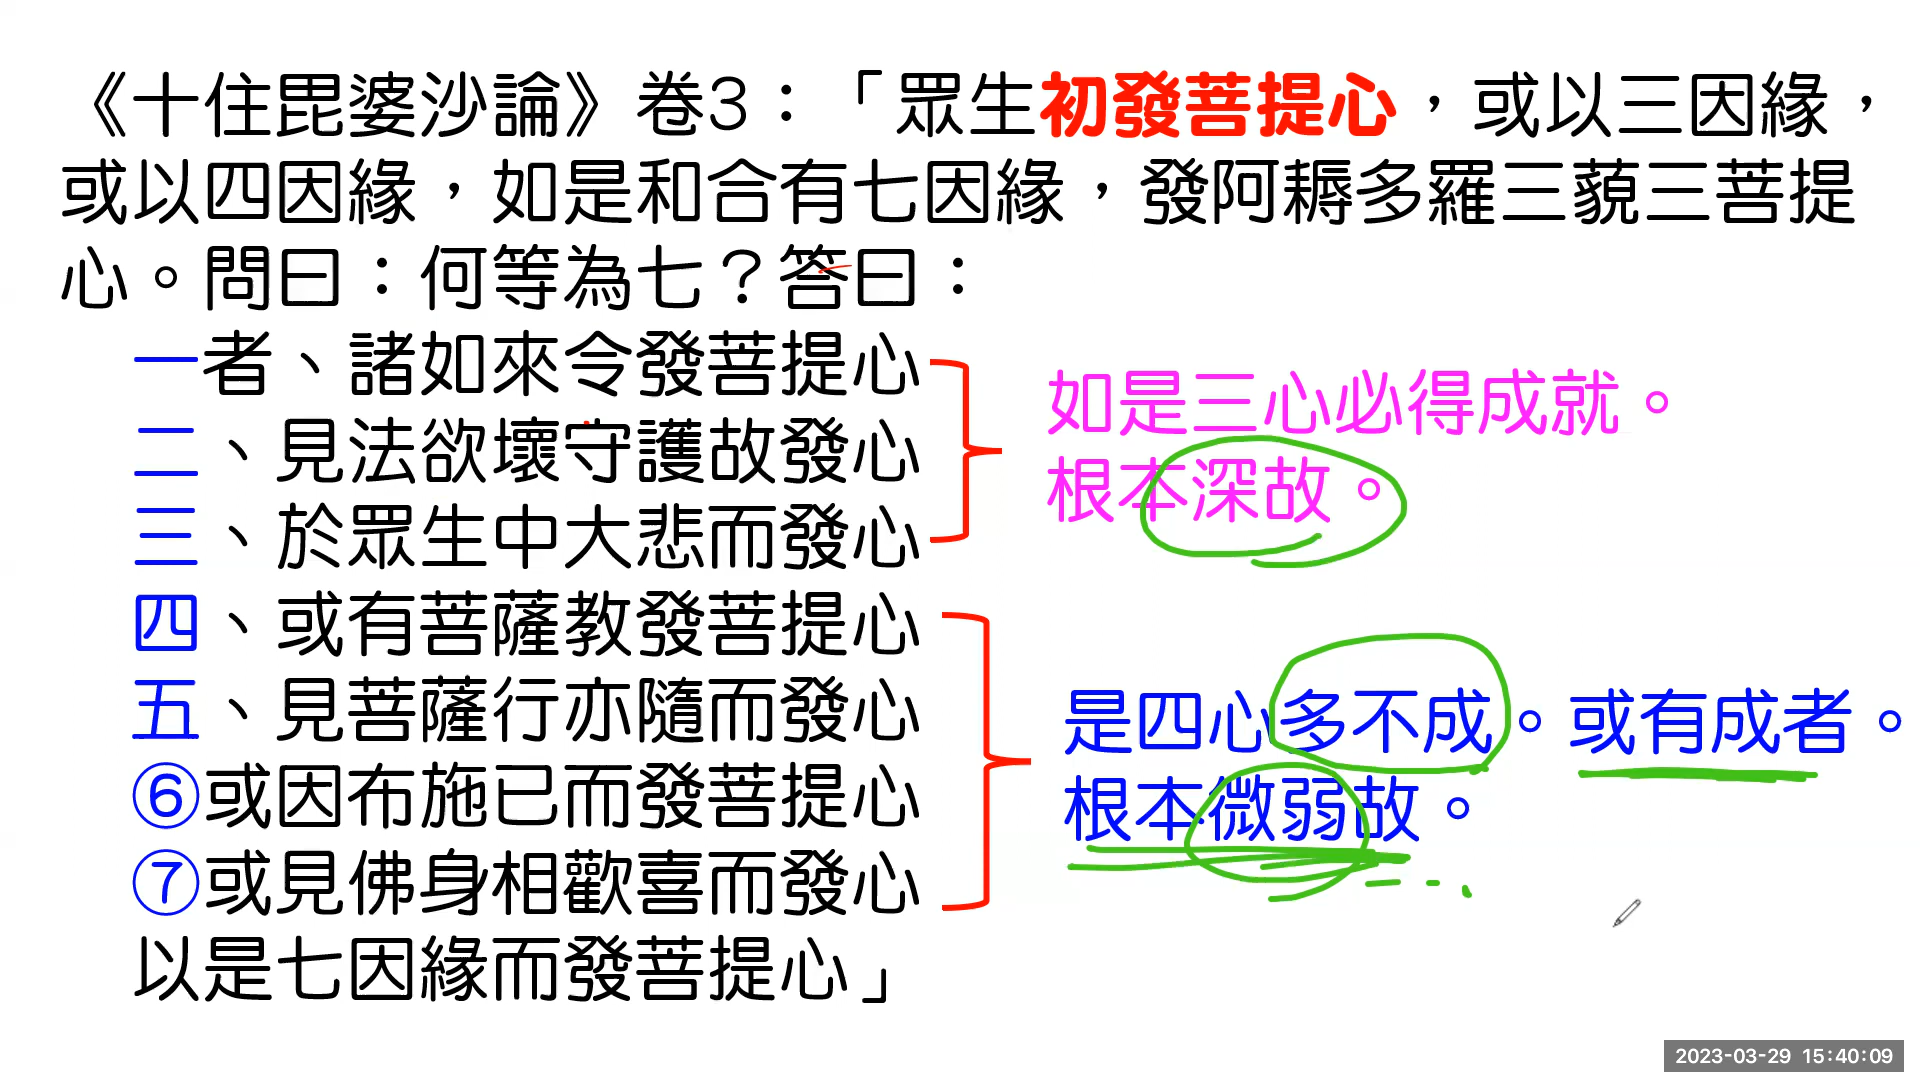 《十住毘婆沙論》卷3：「眾生初發菩提心，或以三因緣，
或以四因緣，如是和合有七因緣，發阿耨多羅三藐三菩提
心。問曰：何等為七？答曰：
一者、諸如來令發菩提心
二、見法欲壞守護故發心
三、於眾生中大悲而發心
如是三心必得成就。
根本深故。
四、或有菩薩教發菩提心
五、見菩薩行亦隨而發心
⑥或因布施已而發菩提心
⑦或見佛身相歡喜而發心
是四心多不成。或有成者。
根本微弱故。
以是七因緣而發菩提心」
2023-03-29 15:40:09